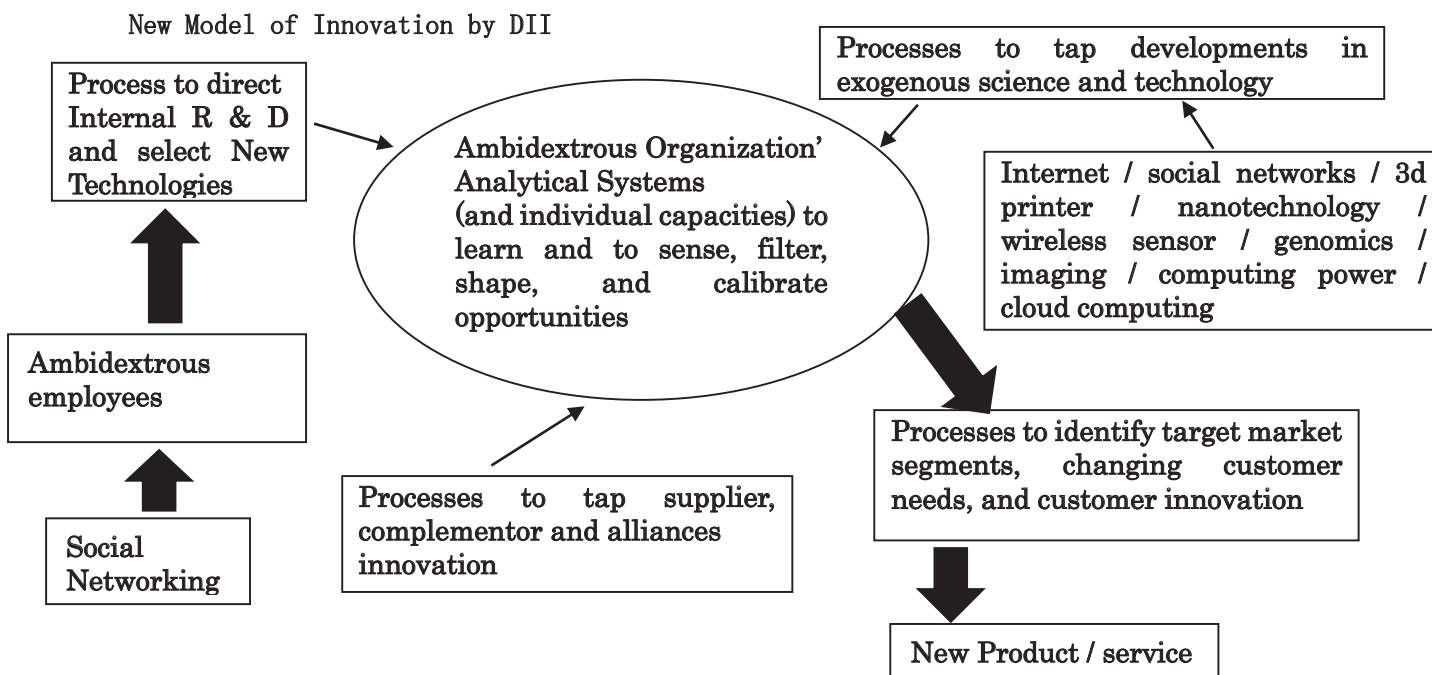 New Model of Innovation by DII
Process to direct
Internal R & D
and select New
Technologies
Ambidextrous
employees
Social
Networking
Ambidextrous Organization’
Analytical Systems
(and individual capacities) to
learn and to sense, filter,
shape, and calibrate
opportunities
Processes to tap supplier,
complementor and alliances
innovation
Processes to tap developments in
exogenous science and technology
Internet / social networks / 3d
printer / nanotechnology /
wireless sensor / genomics /
imaging / computing power /
cloud computing
Processes to identify target market
segments, changing customer
needs, and customer innovation
New Product / service